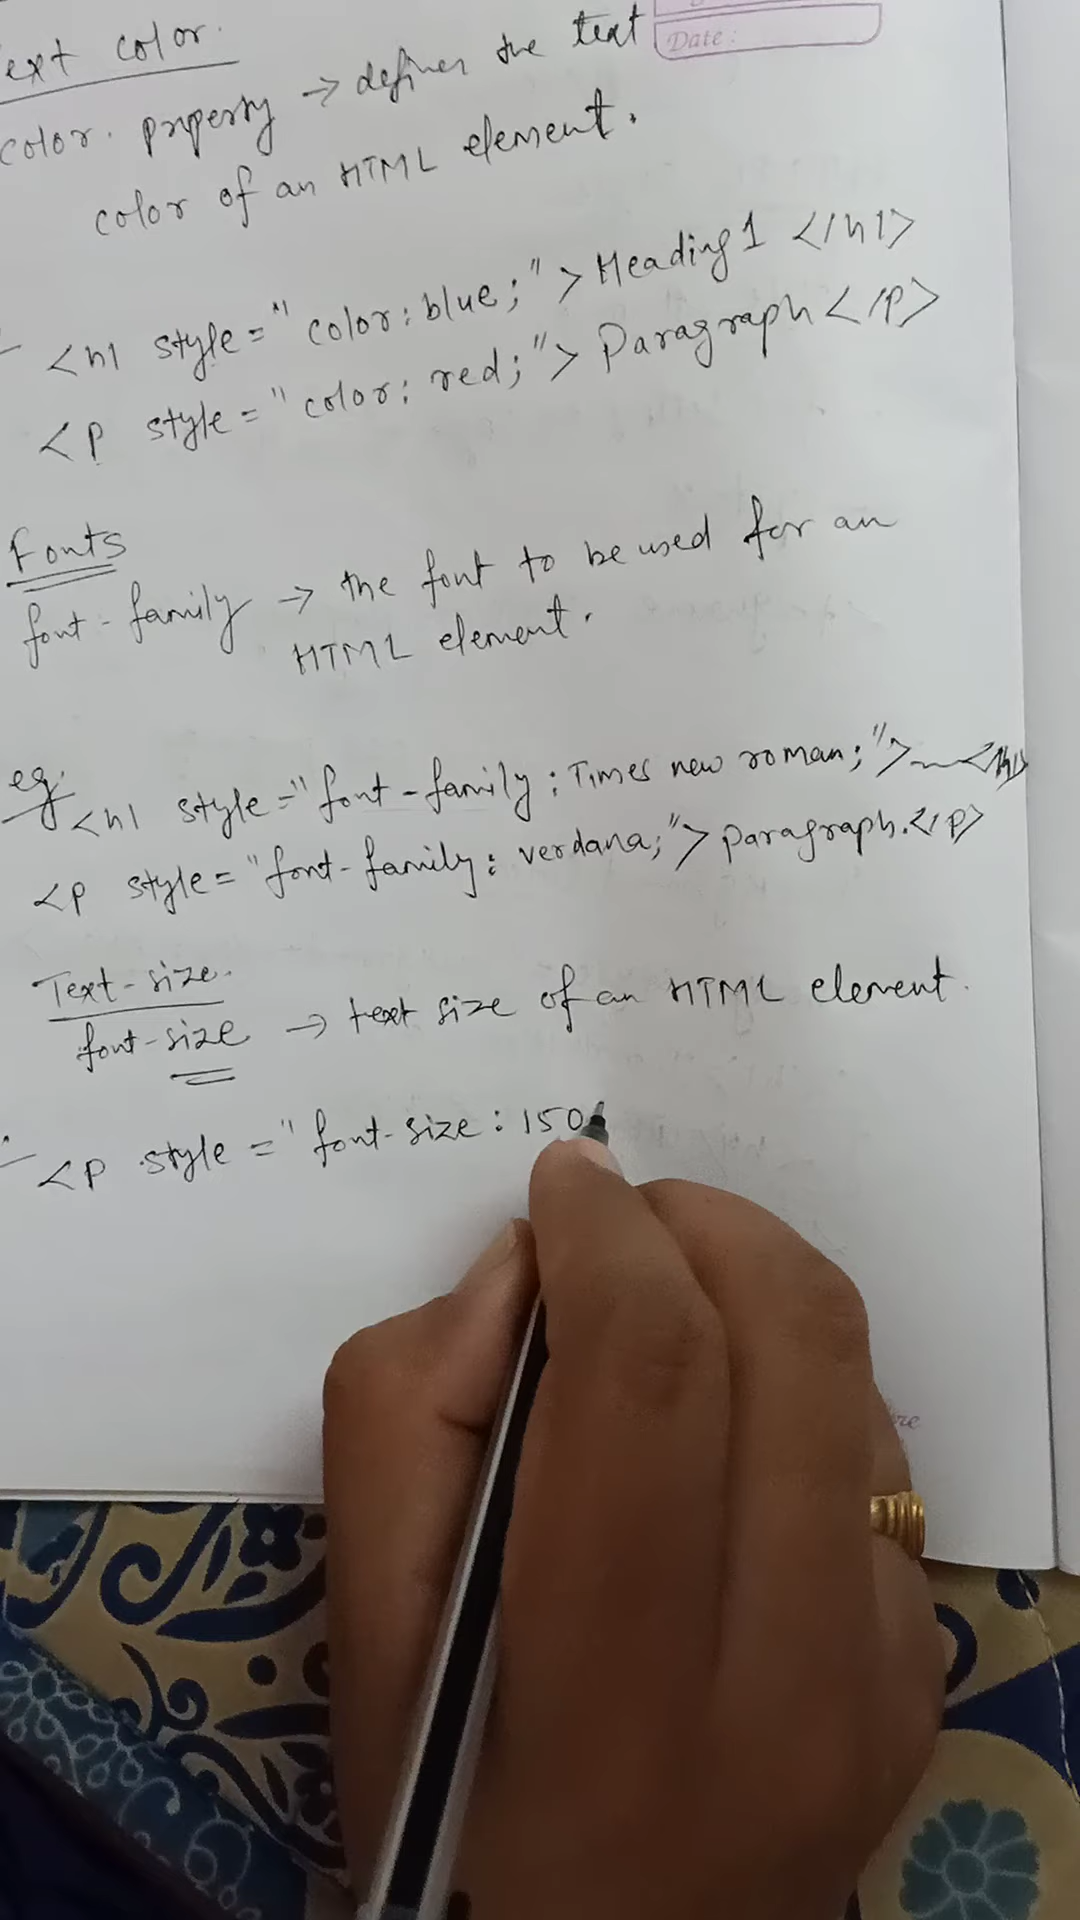 ext color.
Date :
color. property → defines the text
color of an HTML element.
<h1 style="color: blue;">Heading 1 </h1>
<p style="color: red;">Paragraph</p>
Fonts
font-family → the font to be used for an
HTML element.
eg.
<h1 style="font-family: Times new roman;">
<p style="font-family: verdana;">paragraph.</p>
Text-size.
font-size → text size of an HTML element.
<p style="font-size: 150